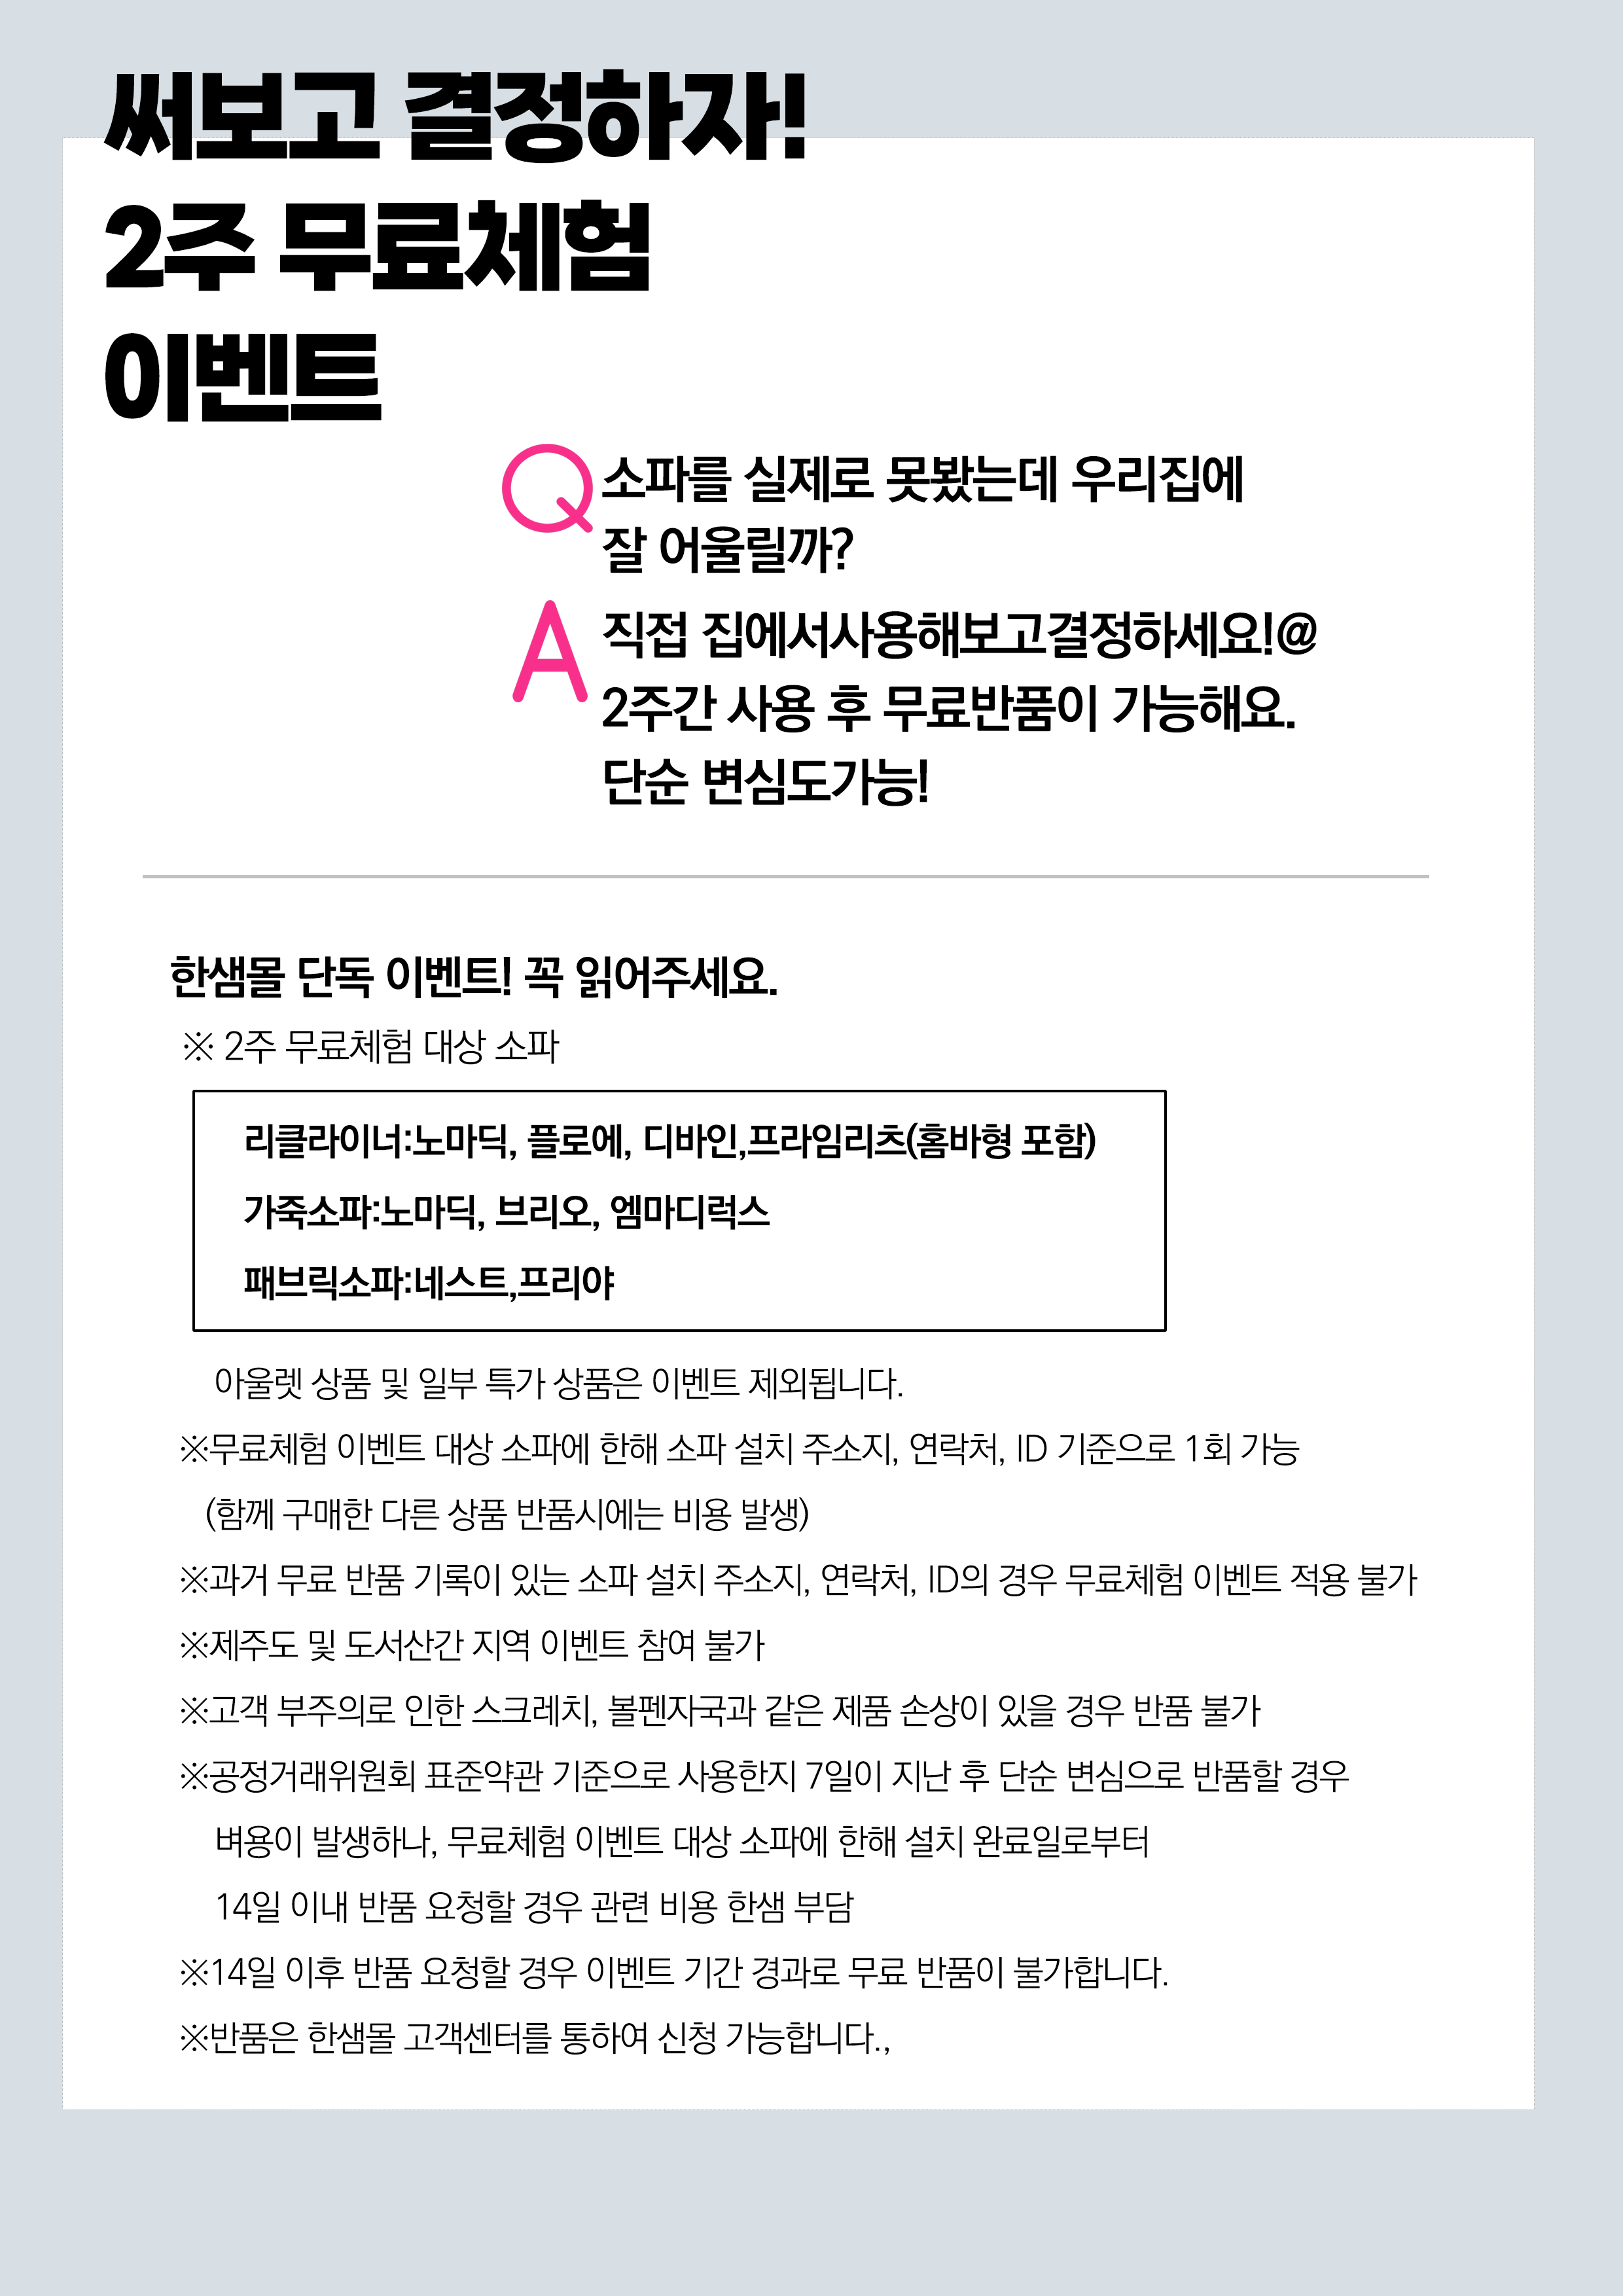 써보고 결정하자!
2주 무료체험
이벤트
Q 소파를 실제로 못봤는데 우리집에
잘 어울릴까?
A 직접 집에서사용해보고결정하세요!@
2주간 사용 후 무료반품이 가능해요.
단순 변심도가능!
한샘몰 단독 이벤트! 꼭 읽어주세요.
※ 2주 무료체험 대상 소파
리클라이너:노마딕, 플로에, 디바인,프라임리츠(홈바형 포함)
가죽소파:노마딕, 브리오, 엠마디럭스
패브릭소파:네스트,프리야
아울렛 상품 및 일부 특가 상품은 이벤트 제외됩니다.
※무료체험 이벤트 대상 소파에 한해 소파 설치 주소지, 연락처, ID 기준으로 1회 가능
(함께 구매한 다른 상품 반품시에는 비용 발생)
※과거 무료 반품 기록이 있는 소파 설치 주소지, 연락처, ID의 경우 무료체험 이벤트 적용 불가
※제주도 및 도서산간 지역 이벤트 참여 불가
※고객 부주의로 인한 스크레치, 볼펜자국과 같은 제품 손상이 있을 경우 반품 불가
※공정거래위원회 표준약관 기준으로 사용한지 7일이 지난 후 단순 변심으로 반품할 경우
벼용이 발생하나, 무료체험 이벤트 대상 소파에 한해 설치 완료일로부터
14일 이내 반품 요청할 경우 관련 비용 한샘 부담
※14일 이후 반품 요청할 경우 이벤트 기간 경과로 무료 반품이 불가합니다.
※반품은 한샘몰 고객센터를 통하여 신청 가능합니다.,